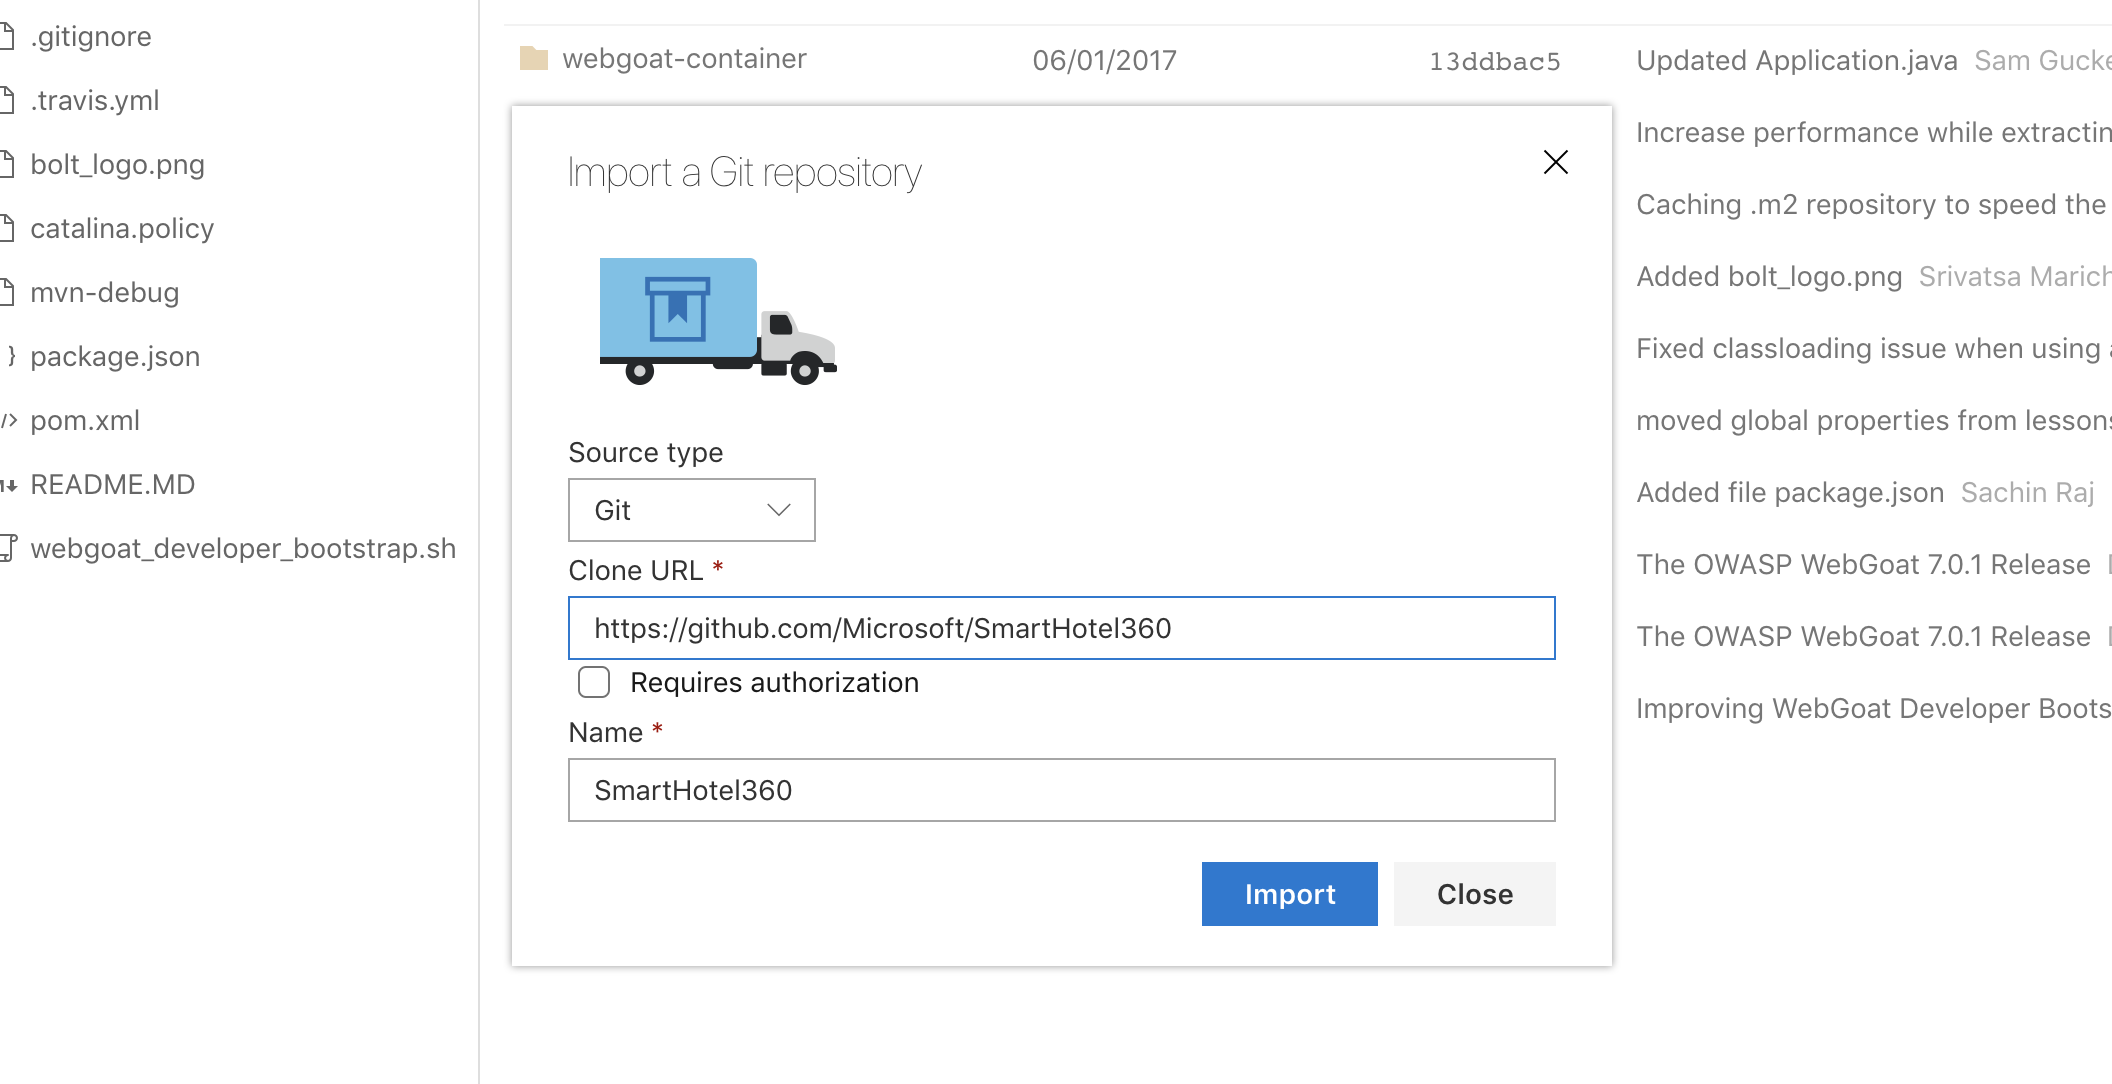 .gitignore
.travis.yml
bolt_logo.png
catalina.policy
mvn-debug
package.json
pom.xml
README.MD
webgoat_developer_bootstrap.sh
webgoat-container 06/01/2017 13ddbac5 Updated Application.java Sam Gucke
Import a Git repository
Source type
Git
Clone URL *
https://github.com/Microsoft/SmartHotel360
Requires authorization
Name *
SmartHotel360
Import Close
Increase performance while extractin
Caching .m2 repository to speed the
Added bolt_logo.png Srivatsa Marich
Fixed classloading issue when using
moved global properties from lessons
Added file package.json Sachin Raj
The OWASP WebGoat 7.0.1 Release
The OWASP WebGoat 7.0.1 Release
Improving WebGoat Developer Boots